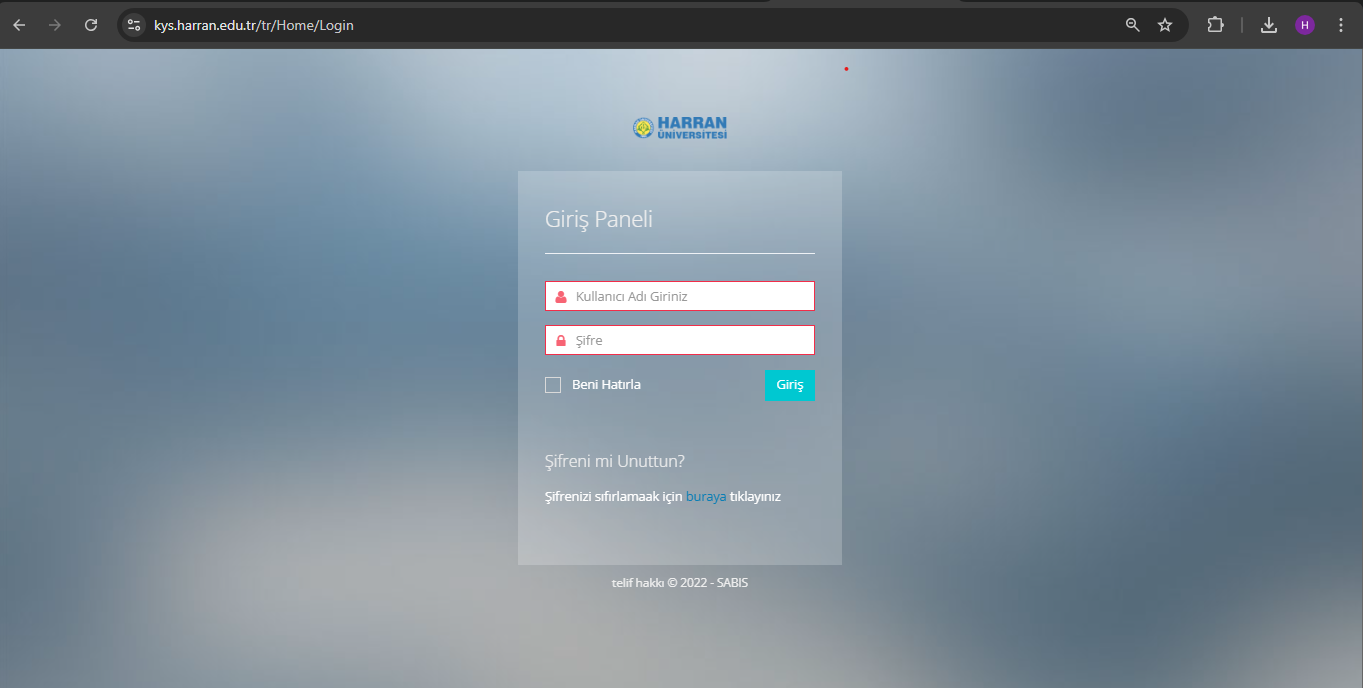 kys.harran.edu.tr/tr/Home/Login
H
HARRAN
ÜNİVERSİTESİ
Giriş Paneli
Kullanıcı Adı Giriniz
Şifre
Beni Hatırla
Giriş
Şifreni mi Unuttun?
Şifrenizi sıfırlamaak için buraya tıklayınız
telif hakkı © 2022 - SABIS